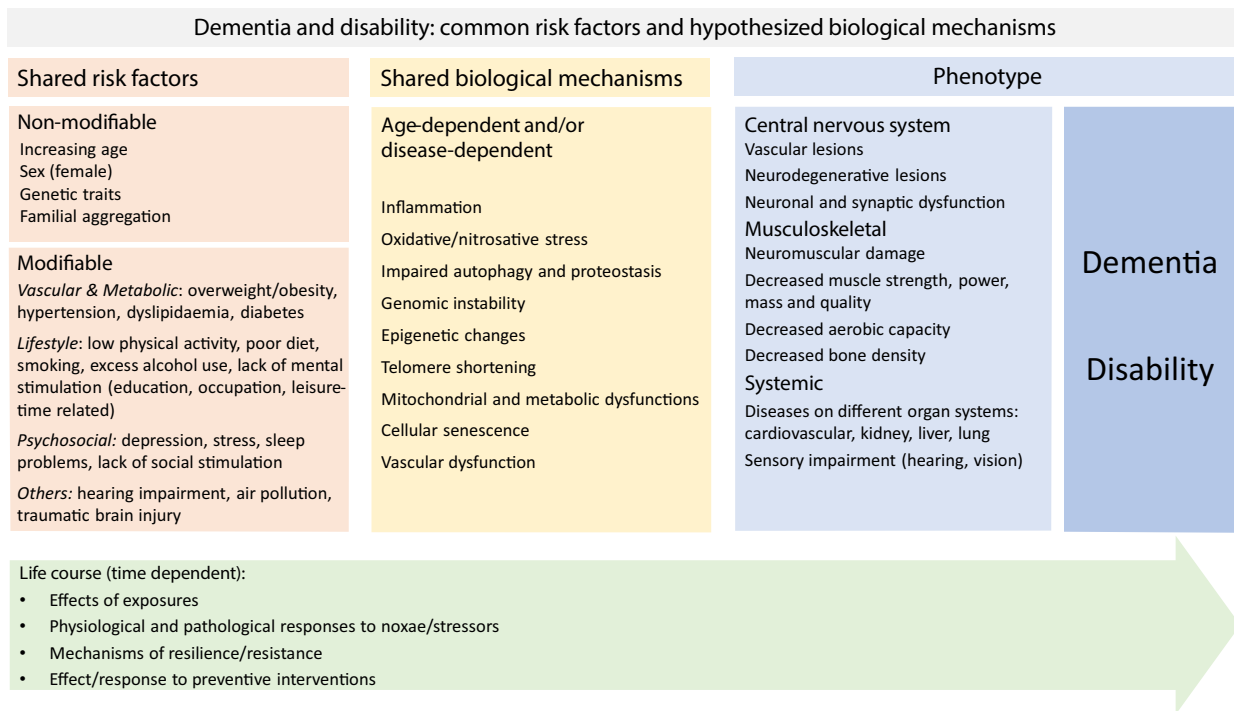 Dementia and disability: common risk factors and hypothesized biological mechanisms
Shared risk factors
Non-modifiable
Increasing age
Sex (female)
Genetic traits
Familial aggregation
Modifiable
Vascular & Metabolic: overweight/obesity,
hypertension, dyslipidaemia, diabetes
Lifestyle: low physical activity, poor diet,
smoking, excess alcohol use, lack of mental
stimulation (education, occupation, leisure-
time related)
Psychosocial: depression, stress, sleep
problems, lack of social stimulation
Others: hearing impairment, air pollution,
traumatic brain injury
Shared biological mechanisms
Age-dependent and/or
disease-dependent
Inflammation
Oxidative/nitrosative stress
Impaired autophagy and proteostasis
Genomic instability
Epigenetic changes
Telomere shortening
Mitochondrial and metabolic dysfunctions
Cellular senescence
Vascular dysfunction
Phenotype
Central nervous system
Vascular lesions
Neurodegenerative lesions
Neuronal and synaptic dysfunction
Musculoskeletal
Neuromuscular damage
Decreased muscle strength, power,
mass and quality
Decreased aerobic capacity
Decreased bone density
Systemic
Diseases on different organ systems:
cardiovascular, kidney, liver, lung
Sensory impairment (hearing, vision)
Dementia
Disability
Life course (time dependent):
• Effects of exposures
• Physiological and pathological responses to noxae/stressors
• Mechanisms of resilience/resistance
• Effect/response to preventive interventions